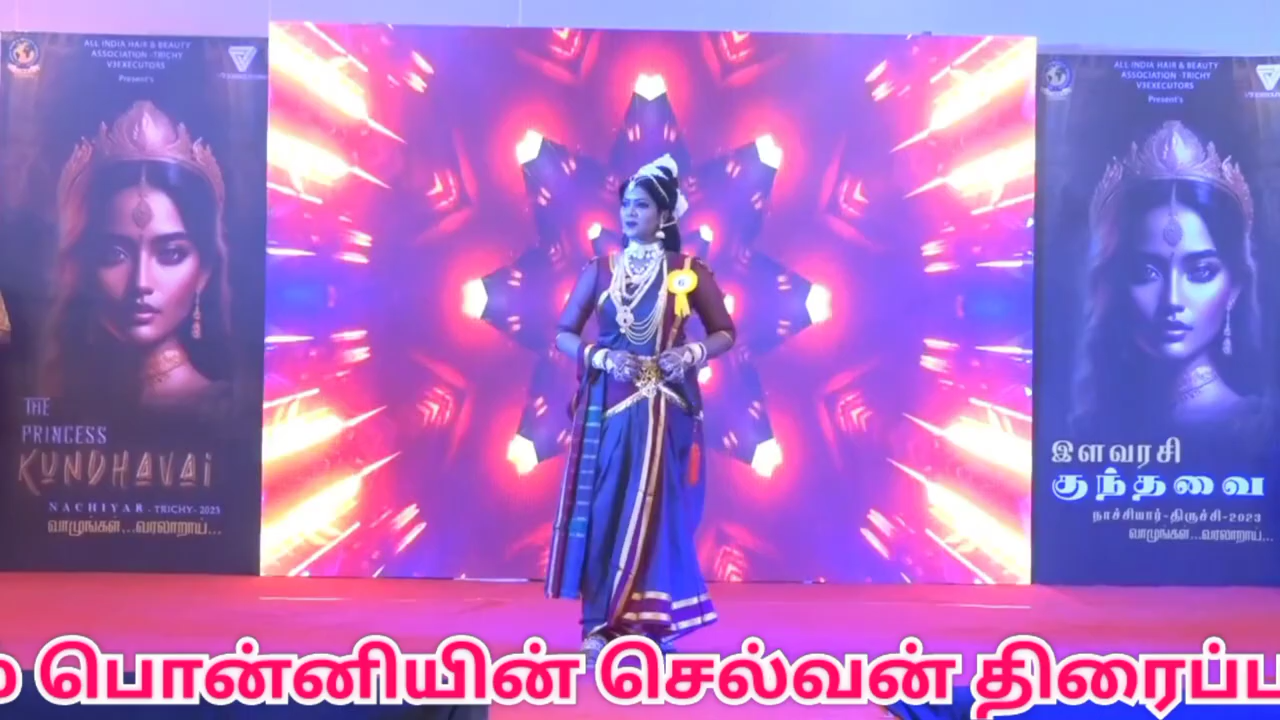 ALL INDIA HAIR & BEAUTY
ASSOCIATION -TRICHY
V3EXECUTORS
Present's
THE
PRINCESS
KUNDHAVAI
NACHIYAR - TRICHY- 2023
வாழுங்கள்...வரலாறாய்...
6
ALL INDIA HAIR & BEAUTY
ASSOCIATION -TRICHY
V3EXECUTORS
Present's
இளவரசி
குந்தவை
நாச்சியார்-திருச்சி-2023
வாழுங்கள்...வரலாறாய்...
பொன்னியின் செல்வன் திரைப்ப